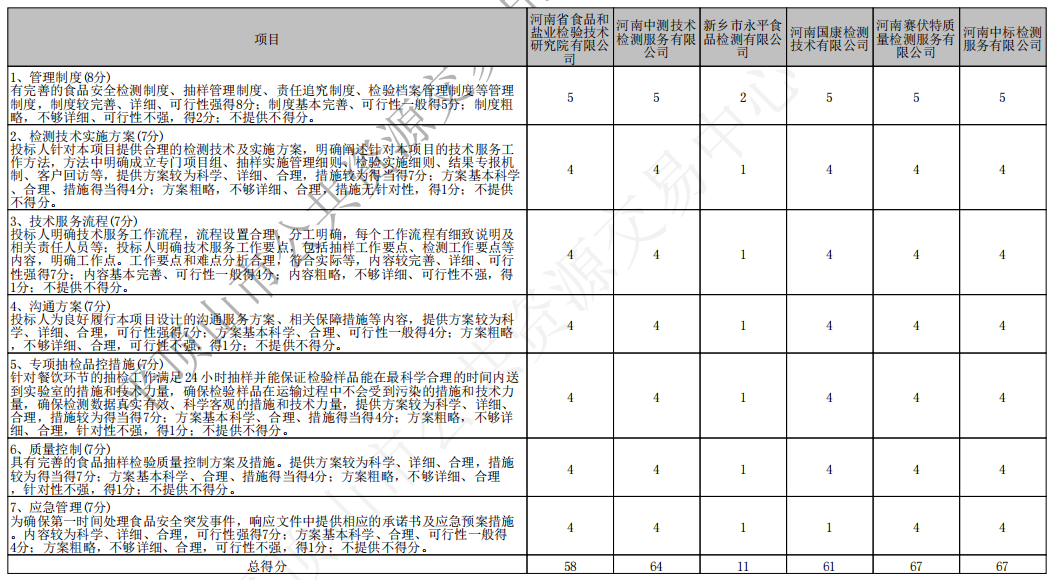 项目
河南省食品和
盐业检验技术
研究院有限公
司
河南中测技术
检测服务有限
公司
新乡市永平食
品检测有限公
司
河南国康检测
技术有限公司
河南赛伏特质
量检测服务有
限公司
河南中标检测
服务有限公司
1、管理制度(8分)
有完善的食品安全检测制度、抽样管理制度、责任追究制度、检验档案管理制度等管理
制度，制度较完善、详细、可行性强得8分；制度基本完善、可行性一般得5分；制度粗
略，不够详细、可行性不强，得2分；不提供不得分。
5 5 2 5 5 5
2、检测技术实施方案(7分)
投标人针对本项目提供合理的检测技术及实施方案，明确阐述针对本项目的技术服务工
作方法，方法中明确成立专门项目组、抽样实施管理细则、检验实施细则、结果专报机
制、客户回访等，提供方案较为科学、详细、合理，措施较为得当得7分；方案基本科学
、合理、措施得当得4分；方案粗略，不够详细、合理，措施无针对性，得1分；不提供
不得分。
4 4 1 4 4 4
3、技术服务流程(7分)
投标人明确技术服务工作流程，流程设置合理，分工明确，每个工作流程有细致说明及
相关责任人员等；投标人明确技术服务工作要点，包括抽样工作要点、检测工作要点等
内容，明确工作点。工作要点和难点分析合理，符合实际等，内容较完善、详细、可行
性强得7分；内容基本完善、可行性一般得4分；内容粗略，不够详细、可行性不强，得
1分；不提供不得分。
4 4 1 4 4 4
4、沟通方案(7分)
投标人为良好履行本项目设计的沟通服务方案、相关保障措施等内容，提供方案较为科
学、详细、合理，可行性强得7分；方案基本科学、合理、可行性一般得4分；方案粗略
，不够详细、合理，可行性不强，得1分；不提供不得分。
4 4 1 4 4 4
5、专项抽检品控措施(7分)
针对餐饮环节的抽检工作满足24小时抽样并能保证检验样品能在最科学合理的时间内送
到实验室的措施和技术力量，确保检验样品在运输过程中不会受到污染的措施和技术力
量，确保检测数据真实有效、科学客观的措施和技术力量，提供方案较为科学、详细、
合理，措施较为得当得7分；方案基本科学、合理、措施得当得4分；方案粗略，不够详
细、合理，针对性不强，得1分；不提供不得分。
4 4 1 4 4 4
6、质量控制(7分)
具有完善的食品抽样检验质量控制方案及措施。提供方案较为科学、详细、合理，措施
较为得当得7分；方案基本科学、合理、措施得当得4分；方案粗略，不够详细、合理
，针对性不强，得1分；不提供不得分。
4 4 1 4 4 4
7、应急管理(7分)
为确保第一时间处理食品安全突发事件，响应文件中提供相应的承诺书及应急预案措施
。内容较为科学、详细，可行性强得7分；方案基本科学、合理、可行性一般得
4分；方案粗略，不够详细、合理，可行性不强，得1分；不提供不得分。
4 4 1 1 4 4
总得分 58 64 11 61 67 67
平顶山市公共资源交易中心
平顶山市公共资源交易中心